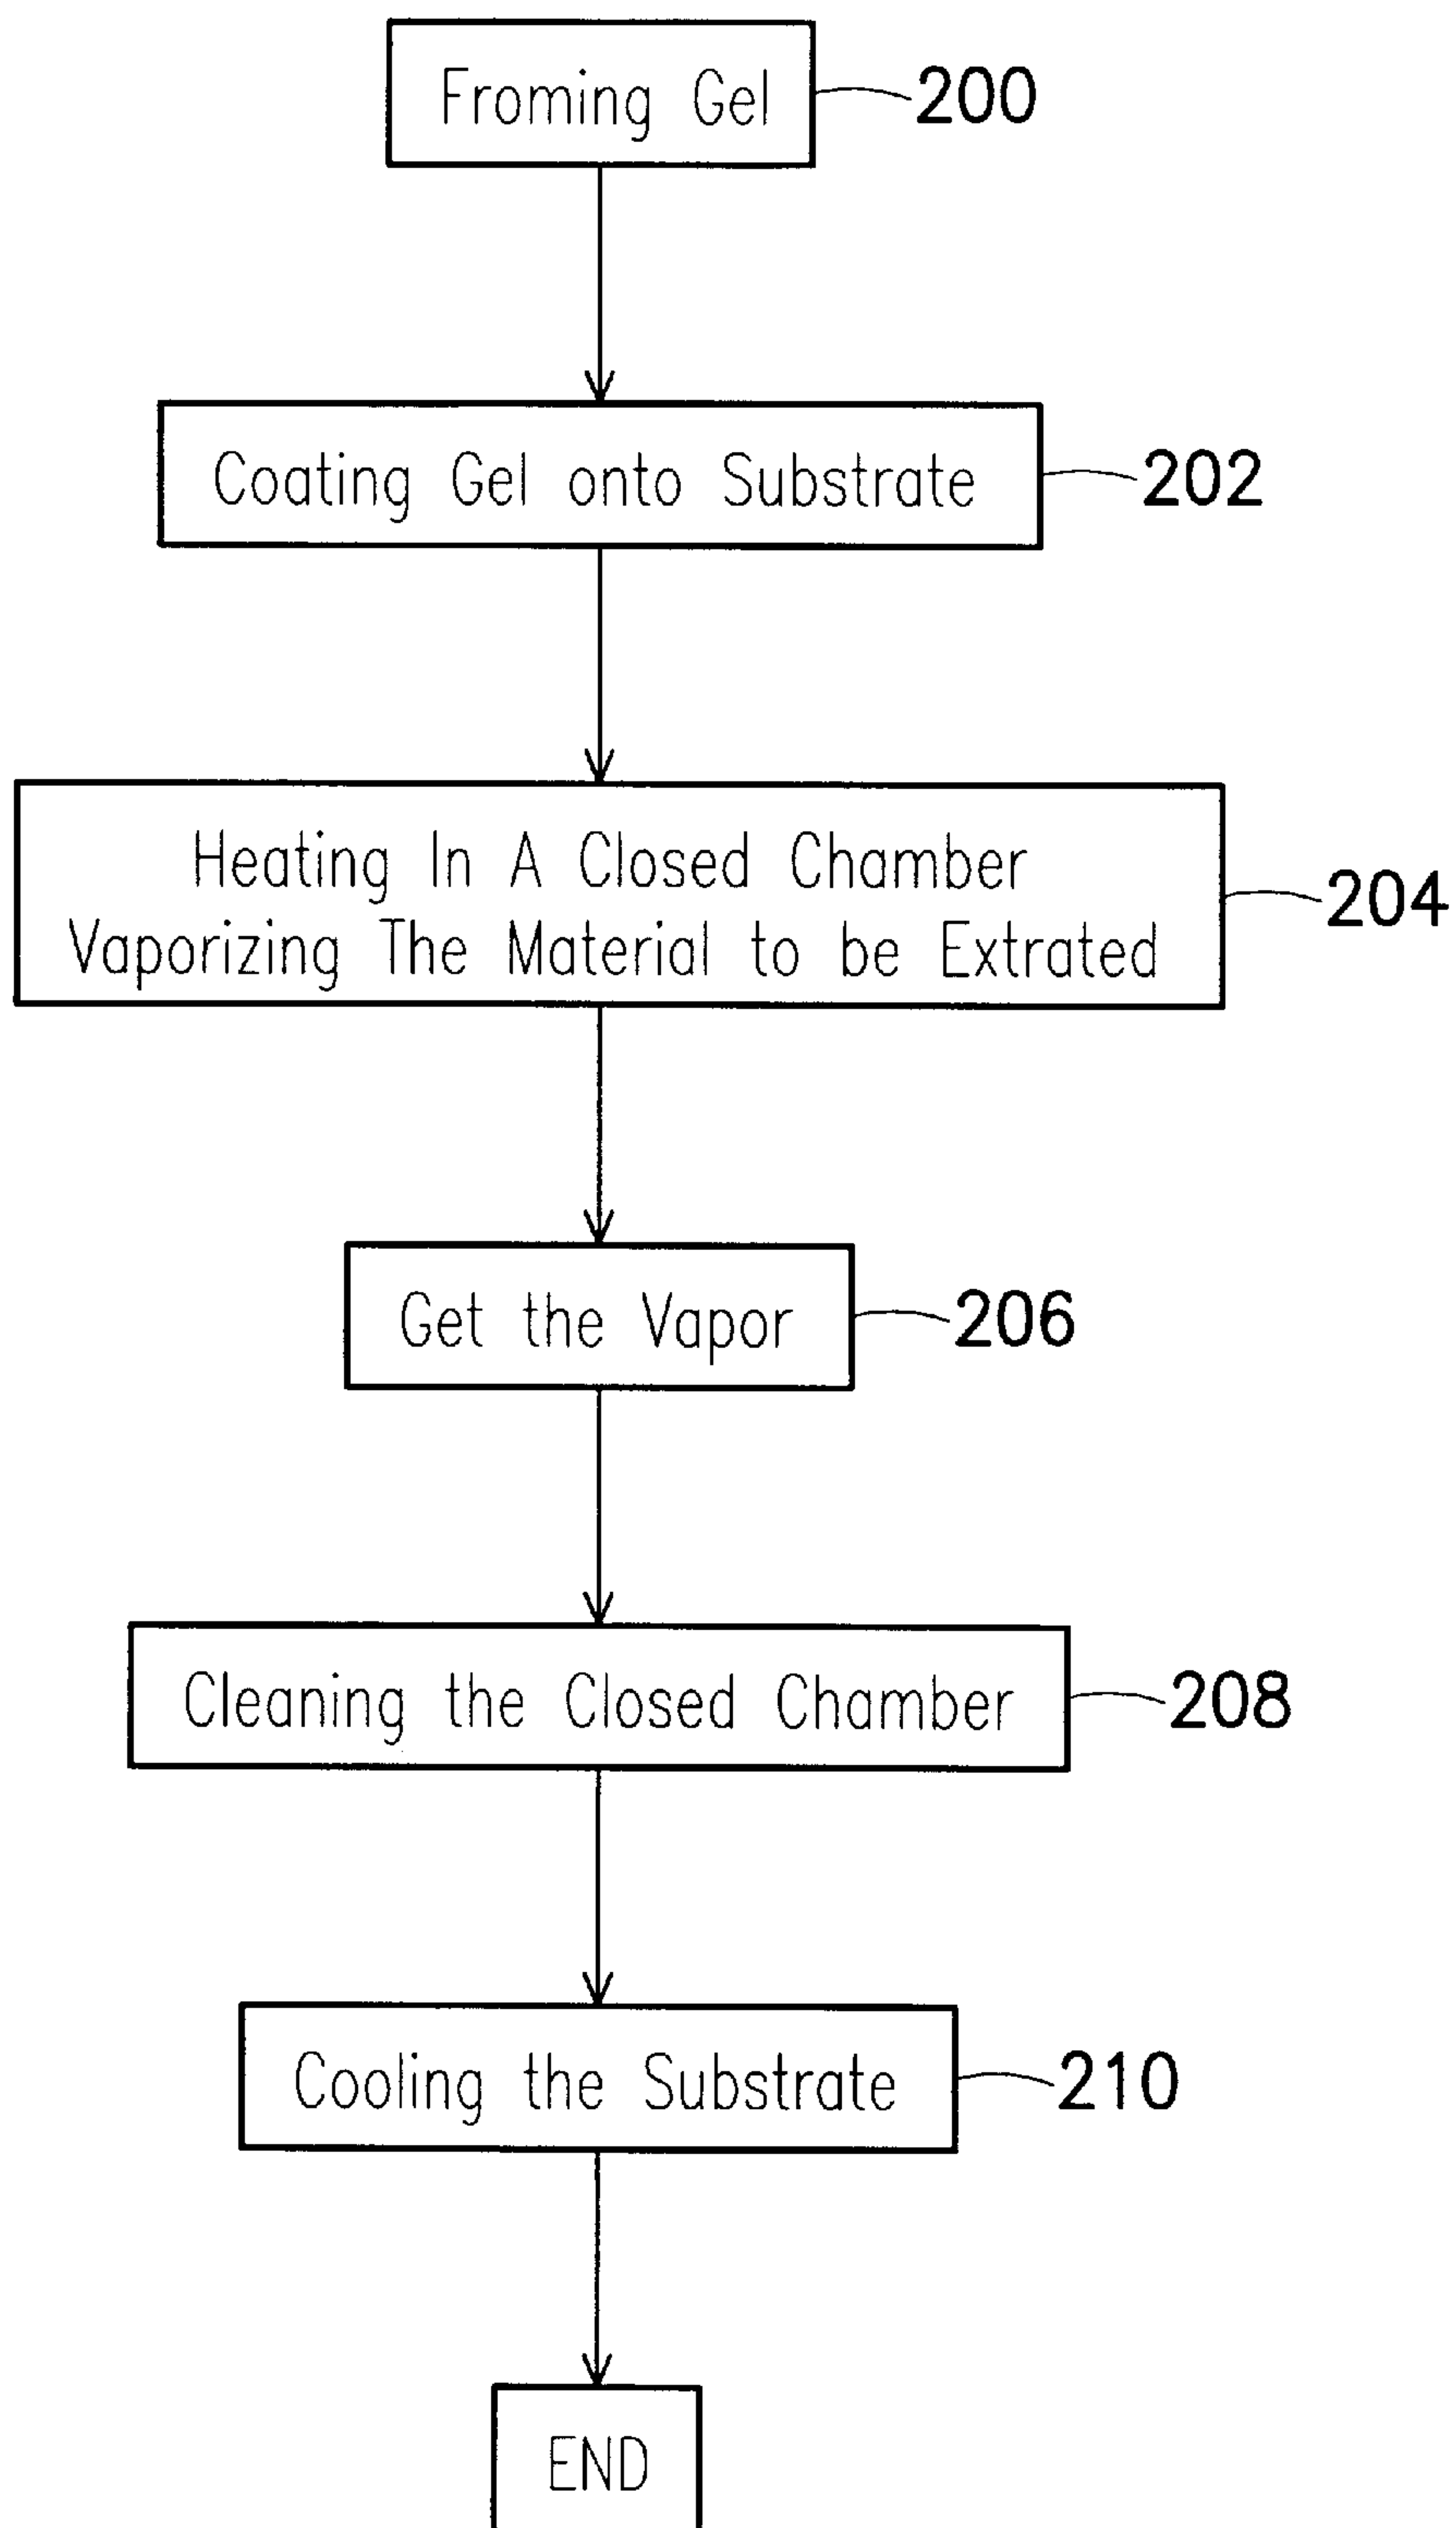 Froming Gel 200
Coating Gel onto Substrate 202
Heating In A Closed Chamber
Vaporizing The Material to be Extrated 204
Get the Vapor 206
Cleaning the Closed Chamber 208
Cooling the Substrate 210
END